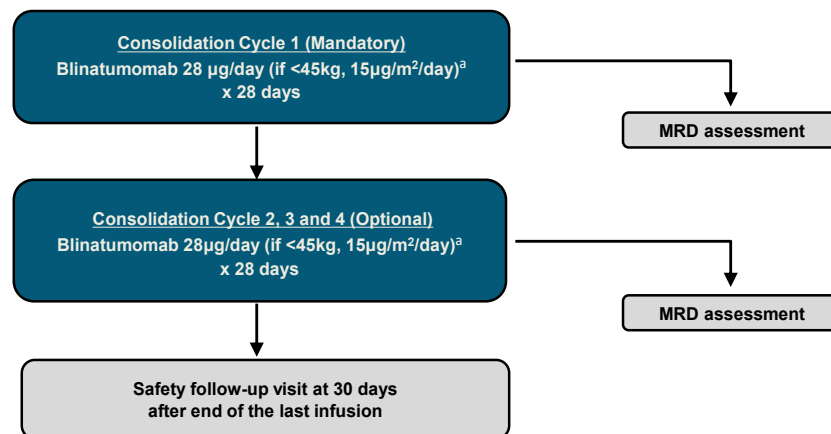 Consolidation Cycle 1 (Mandatory)
Blinatumomab 28 µg/day (if <45kg, 15µg/m²/day)ᵃ
x 28 days
MRD assessment
Consolidation Cycle 2, 3 and 4 (Optional)
Blinatumomab 28µg/day (if <45kg, 15µg/m²/day)ᵃ
x 28 days
MRD assessment
Safety follow-up visit at 30 days
after end of the last infusion